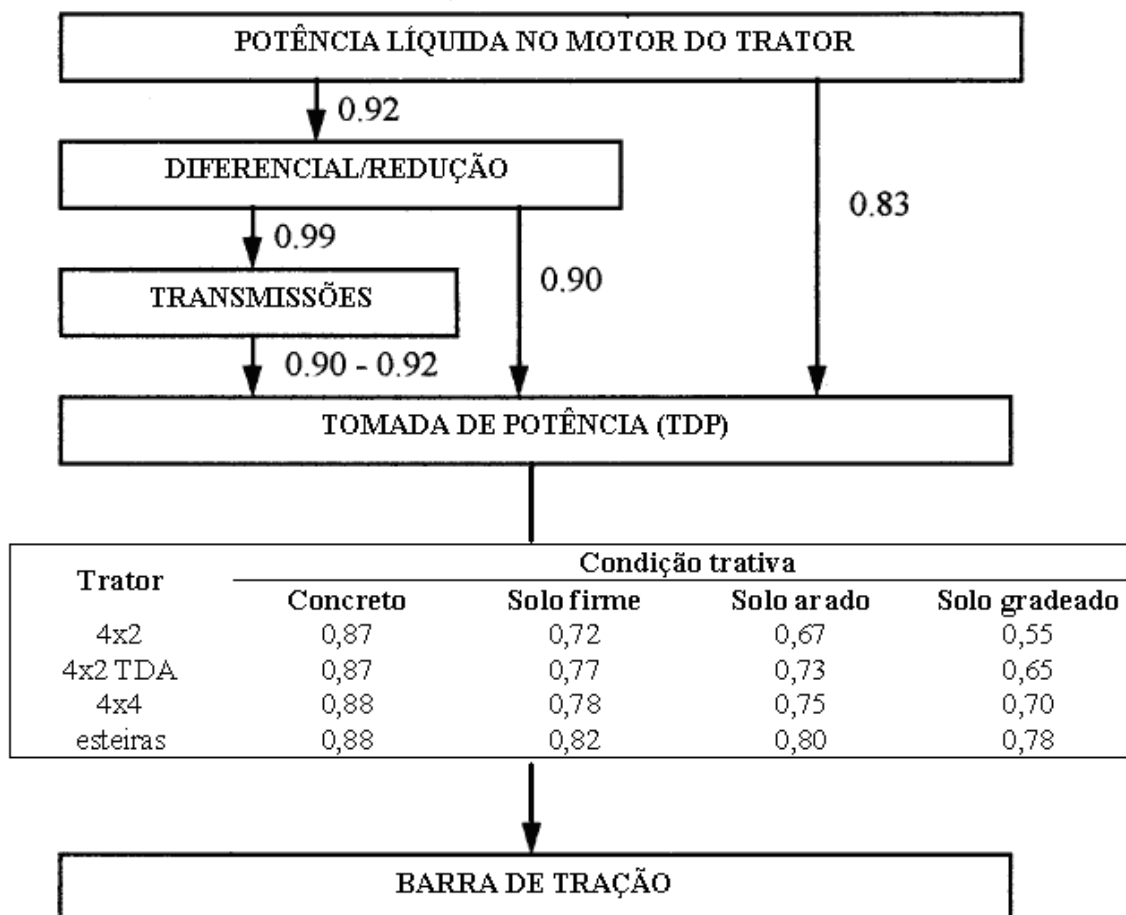 POTÊNCIA LÍQUIDA NO MOTOR DO TRATOR
0.92
DIFERENCIAL/REDUÇÃO
0.83
0.99
0.90
TRANSMISSÕES
0.90 - 0.92
TOMADA DE POTÊNCIA (TDP)
Trator Condição trativa
Concreto Solo firme Solo arado Solo gradeado
4x2 0,87 0,72 0,67 0,55
4x2 TDA 0,87 0,77 0,73 0,65
4x4 0,88 0,78 0,75 0,70
esteiras 0,88 0,82 0,80 0,78
BARRA DE TRAÇÃO